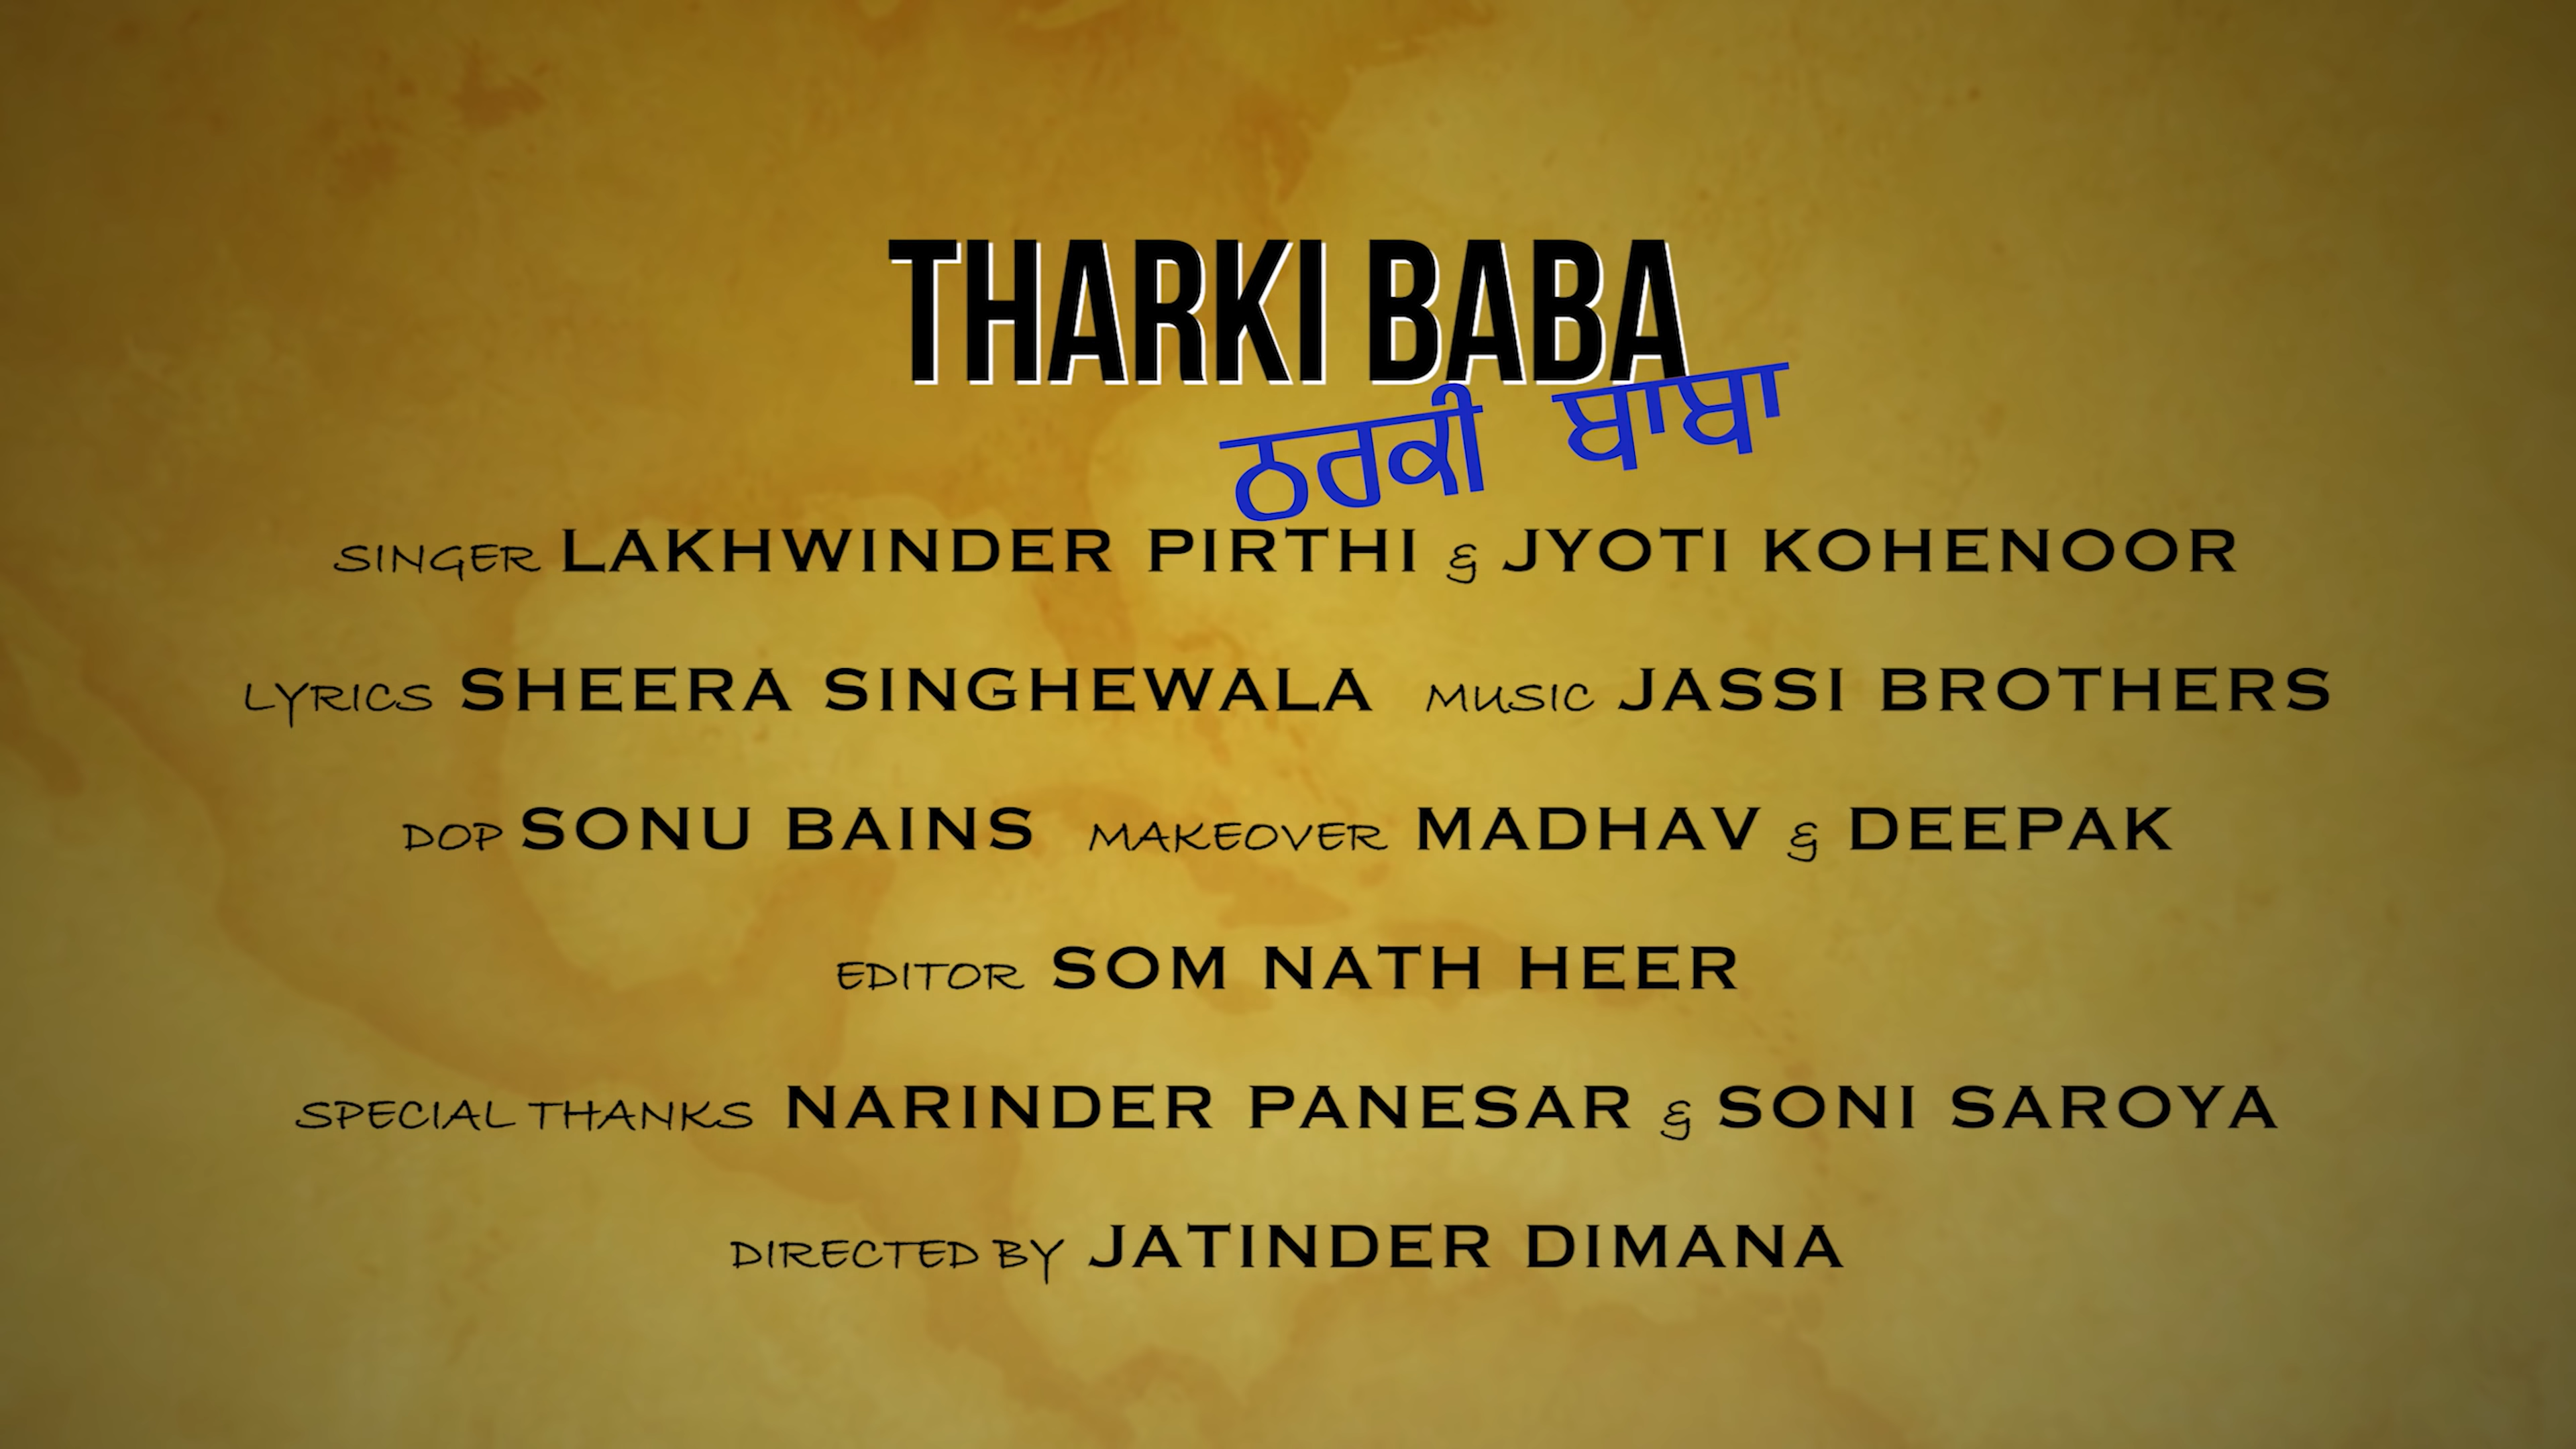 THARKI BABA
ਠਰਕੀ ਬਾਬਾ
SINGER LAKHWINDER PIRTHI & JYOTI KOHENOOR
LYRICS SHEERA SINGHEWALA MUSIC JASSI BROTHERS
DOP SONU BAINS MAKEOVER MADHAV & DEEPAK
EDITOR SOM NATH HEER
SPECIAL THANKS NARINDER PANESAR & SONI SAROYA
DIRECTED BY JATINDER DIMANA